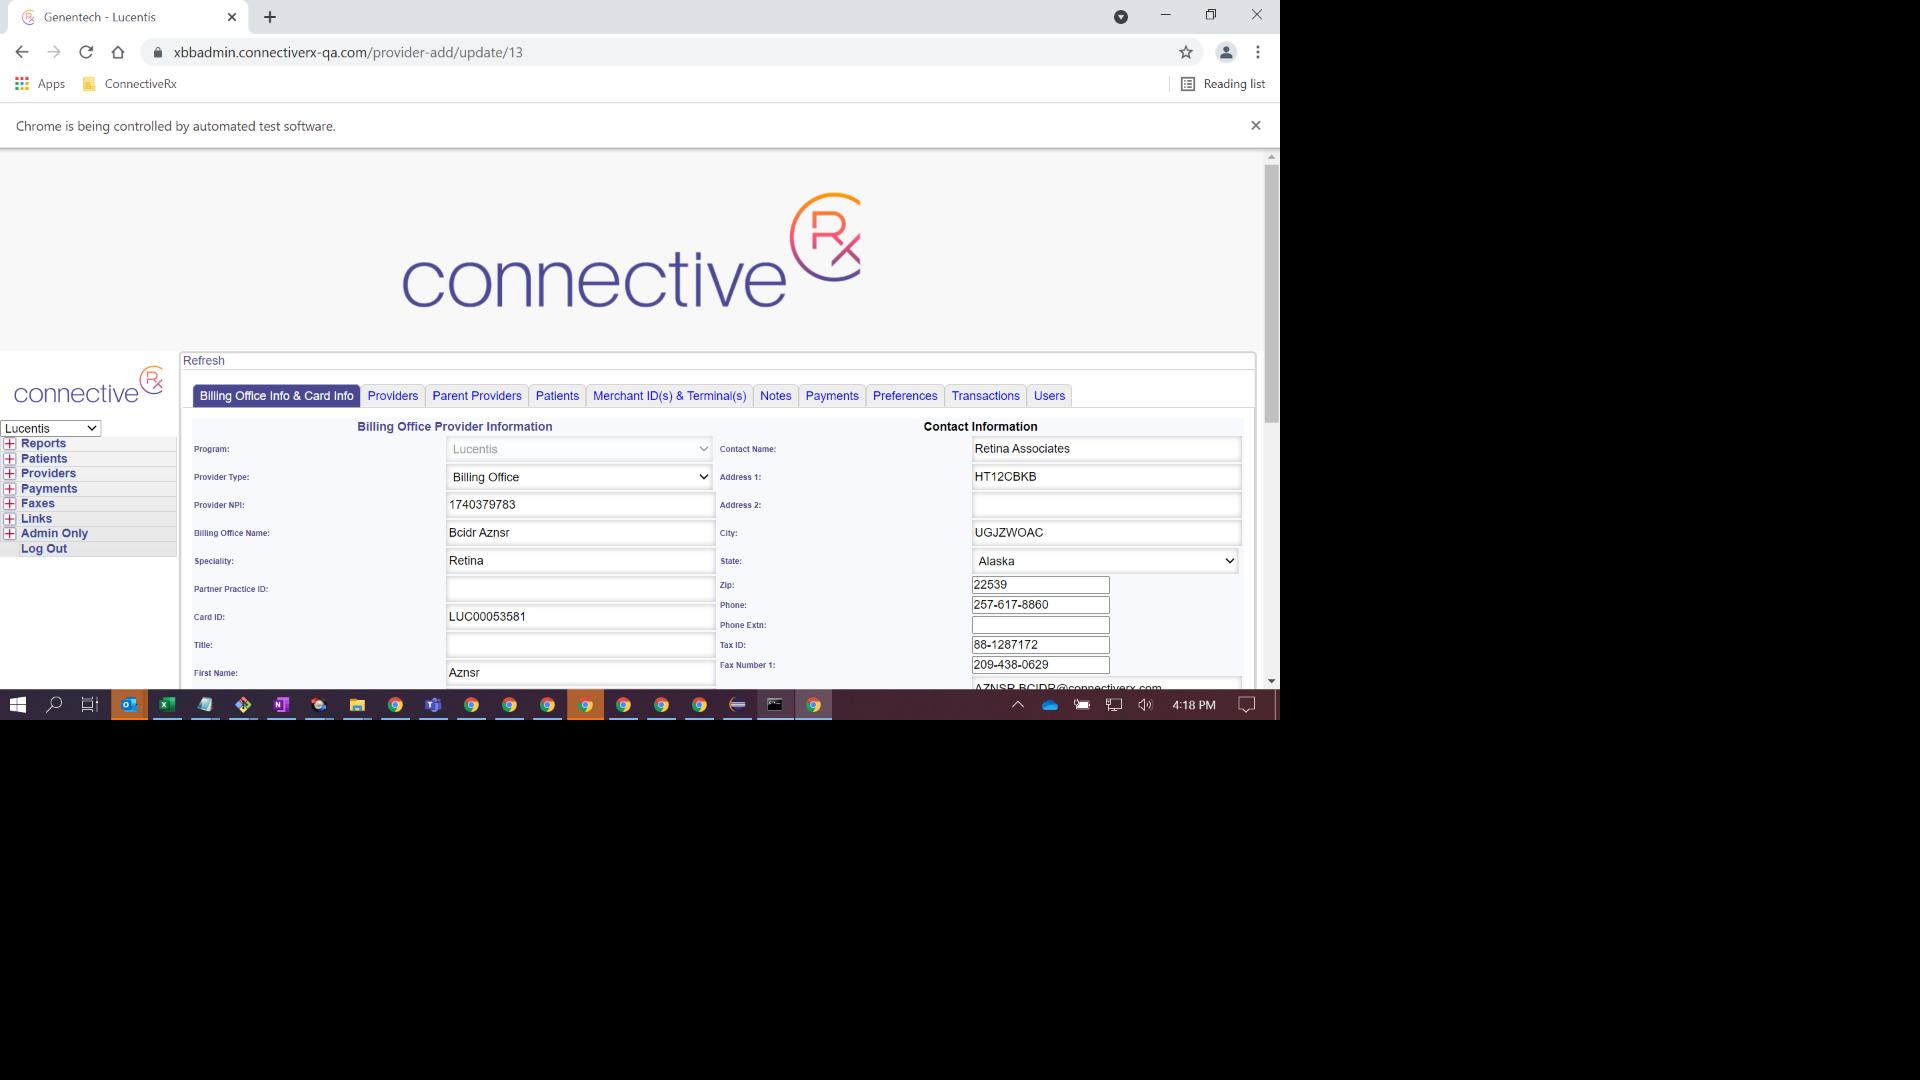 Genentech - Lucentis
xbbadmin.connectiverx-qa.com/provider-add/update/13
Apps ConnectiveRx Reading list
Chrome is being controlled by automated test software.
connective Rx
connective Rx
Lucentis
Reports
Patients
Providers
Payments
Faxes
Links
Admin Only
Log Out
Refresh
Billing Office Info & Card Info Providers Parent Providers Patients Merchant ID(s) & Terminal(s) Notes Payments Preferences Transactions Users
Billing Office Provider Information
Program: Lucentis
Provider Type: Billing Office
Provider NPI: 1740379783
Billing Office Name: Bcidr Aznsr
Speciality: Retina
Partner Practice ID:
Card ID: LUC00053581
Title:
First Name: Aznsr
Contact Information
Contact Name: Retina Associates
Address 1: HT12CBKB
Address 2:
City: UGJZWOAC
State: Alaska
Zip: 22539
Phone: 257-617-8860
Phone Extn:
Tax ID: 88-1287172
Fax Number 1: 209-438-0629
AZNSR.BCIDR@connectiverx.com
4:18 PM